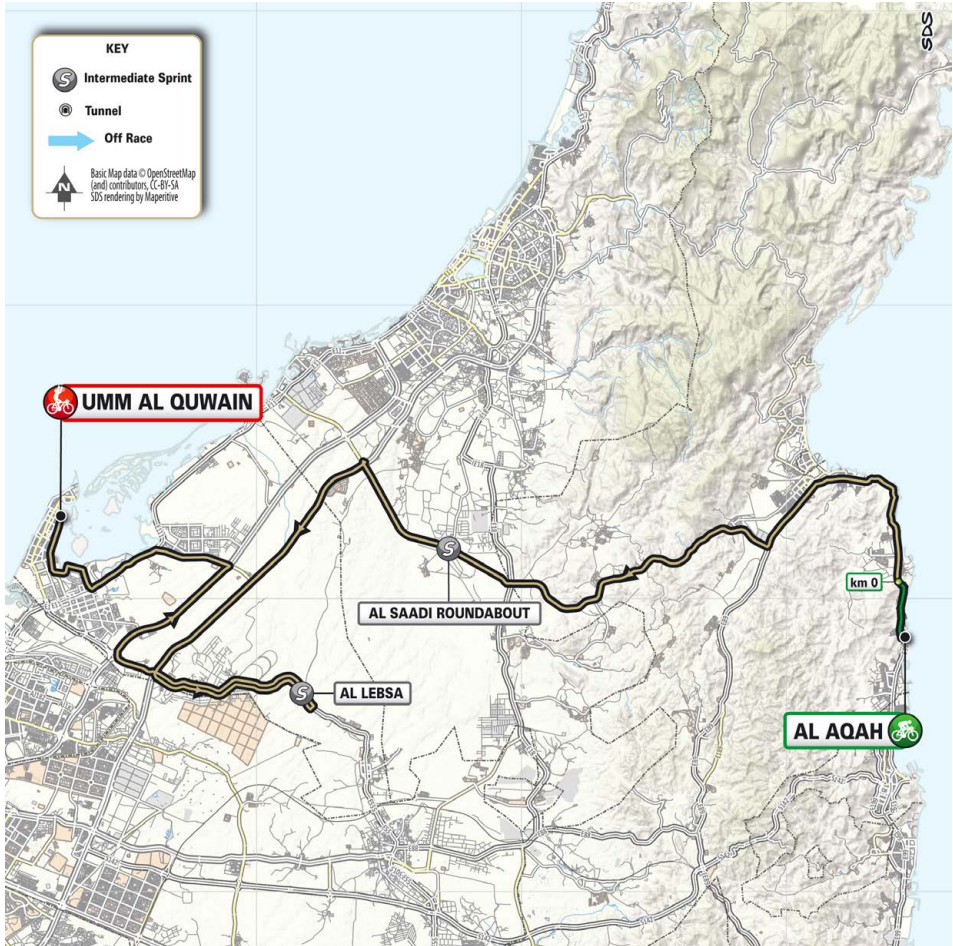 KEY
S Intermediate Sprint
Tunnel
Off Race
N
Basic Map data © OpenStreetMap
(and) contributors, CC-BY-SA
SDS rendering by Maperitive
SDS
UMM AL QUWAIN
km 0
S
AL SAADI ROUNDABOUT
S
AL LEBSA
AL AQAH